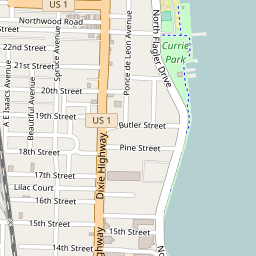 US 1
Northwood Road
22nd Street
21st Street
20th Street
19th Street
18th Street
17th Street
Lilac Court
16th Street
15th Street
14th Street
Spruce Avenue
A E Isaacs Avenue
Beautiful Avenue
Ponce de Leon Avenue
North Flagler Drive
Currie
Park
US 1
Butler Street
Pine Street
Dixie Highway
15th Street
ghway
No